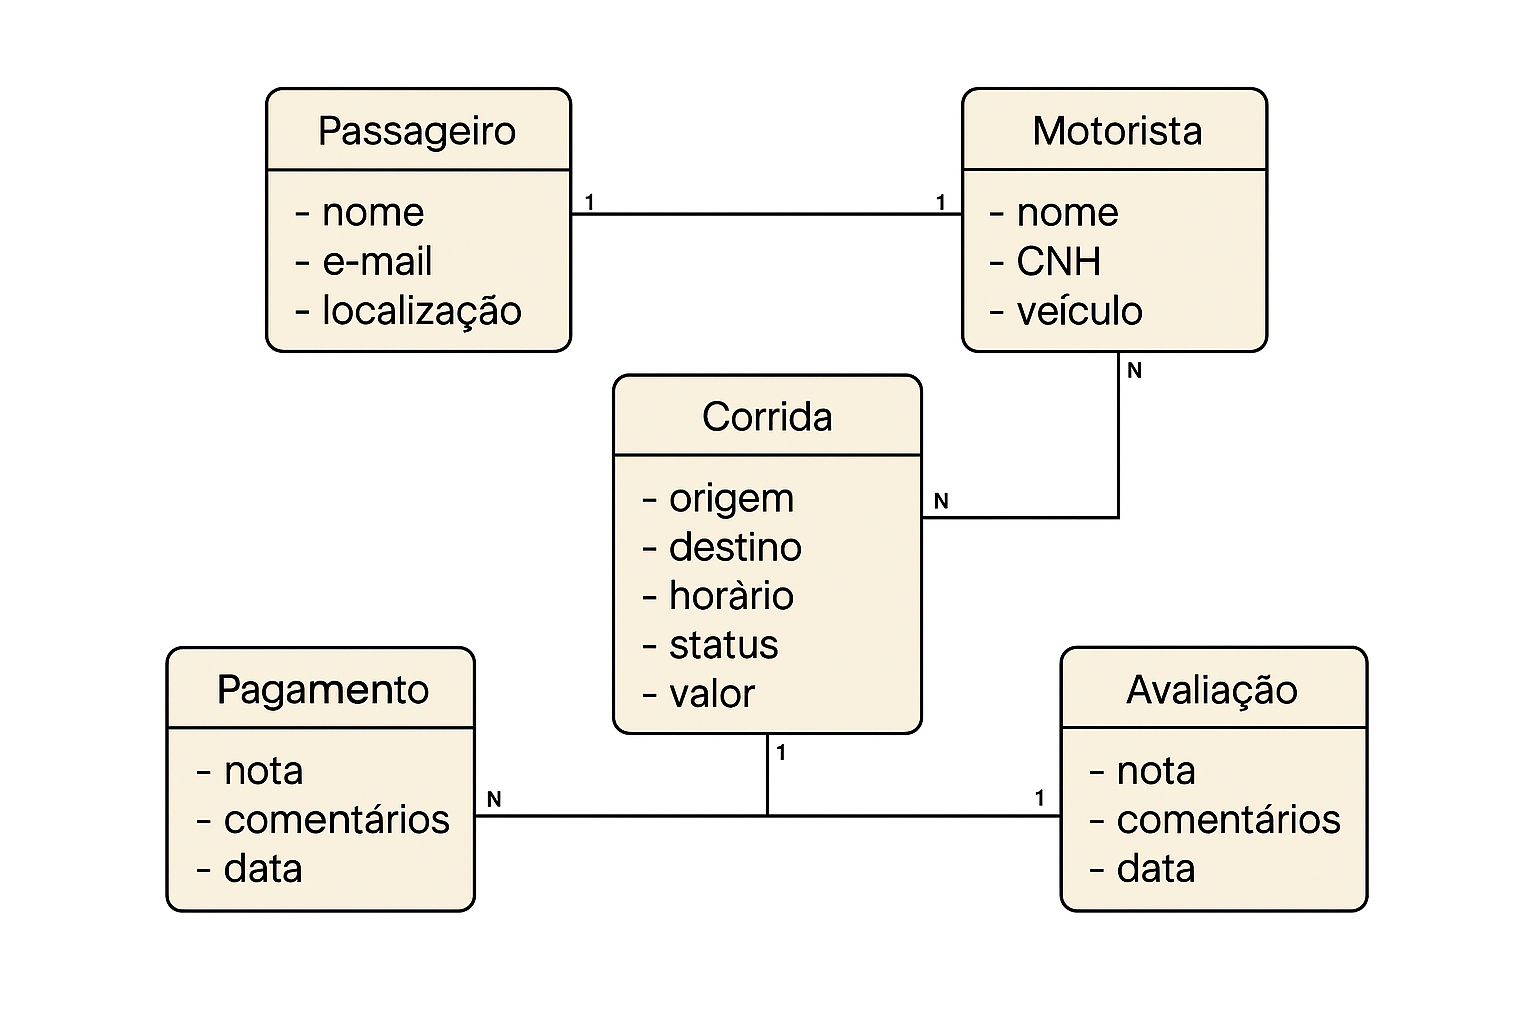 Passageiro
- nome
- e-mail
- localização
1
1
Motorista
- nome
- CNH
- veículo
N
Corrida
- origem
- destino
- horàrio
- status
- valor
N
1
Pagamento
- nota
- comentários
- data
N
1
Avaliação
- nota
- comentários
- data